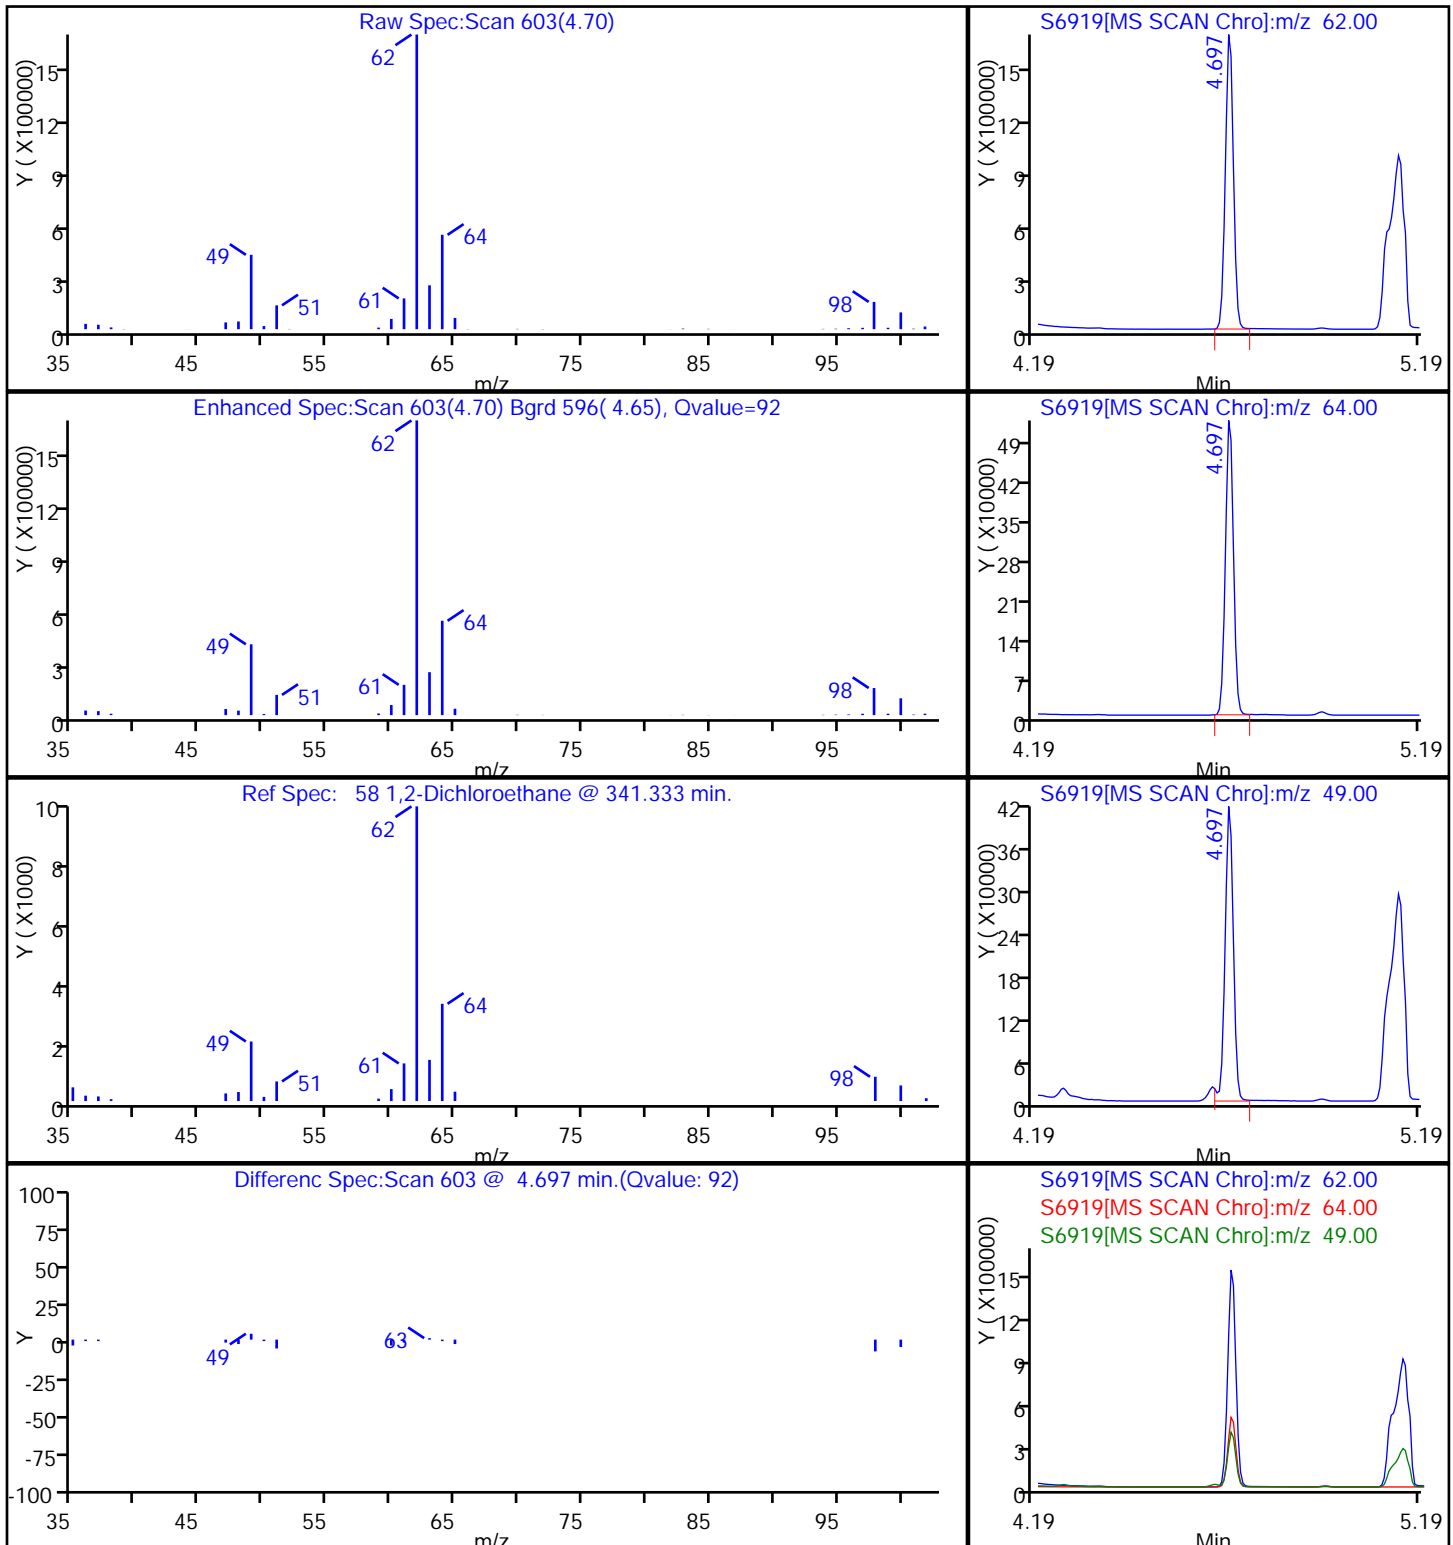 Raw Spec:Scan 603(4.70)
Y ( X100000)
15
12
9
6
3
0
62
49
51
61
64
98
35 45 55 65 75 85 95
m/z
S6919[MS SCAN Chro]:m/z 62.00
Y ( X100000)
15
12
9
6
3
0
4.697
4.19 5.19
Min
Enhanced Spec:Scan 603(4.70) Bgrd 596( 4.65), Qvalue=92
Y ( X100000)
15
12
9
6
3
0
62
49
51
61
64
98
35 45 55 65 75 85 95
m/z
S6919[MS SCAN Chro]:m/z 64.00
Y ( X10000)
49
42
35
28
21
14
7
0
4.697
4.19 5.19
Min
Ref Spec: 58 1,2-Dichloroethane @ 341.333 min.
Y ( X1000)
10
8
6
4
2
0
62
49
51
61
64
98
35 45 55 65 75 85 95
m/z
S6919[MS SCAN Chro]:m/z 49.00
Y ( X10000)
42
36
30
24
18
12
6
0
4.697
4.19 5.19
Min
Differenc Spec:Scan 603 @ 4.697 min.(Qvalue: 92)
Y
100
75
50
25
0
-25
-50
-75
-100
49
63
35 45 55 65 75 85 95
m/z
S6919[MS SCAN Chro]:m/z 62.00
S6919[MS SCAN Chro]:m/z 64.00
S6919[MS SCAN Chro]:m/z 49.00
Y ( X100000)
15
12
9
6
3
0
4.19 5.19
Min